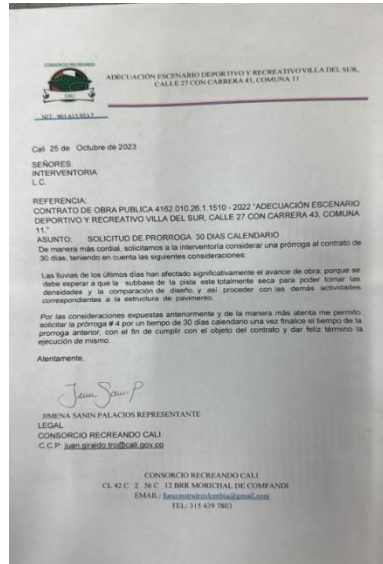 CONSORCIO RECREANDO
CALI
ADECUACIÓN ESCENARIO DEPORTIVO Y RECREATIVO VILLA DEL SUR,
CALLE 27 CON CARRERA 43, COMUNA 11
NIT.
Cali 25 de Octubre de 2023
SEÑORES:
INTERVENTORIA
L.C.
REFERENCIA:
CONTRATO DE OBRA PUBLICA 4162.010.26.1.1510 - 2022 "ADECUACIÓN ESCENARIO
DEPORTIVO Y RECREATIVO VILLA DEL SUR, CALLE 27 CON CARRERA 43, COMUNA
11."
ASUNTO: SOLICITUD DE PRORROGA 30 DIAS CALENDARIO
De manera más cordial, solicitamos a la interventoría considerar una prórroga al contrato de
30 días, teniendo en cuenta las siguientes consideraciones:
Las lluvias de los últimos días han afectado significativamente el avance de obra, porque se
debe esperar a que la subbase de la pista este totalmente seca para poder tomar las
densidades y la comparación de diseño, y así proceder con las demás actividades
correspondientes a la estructura de pavimento.
Por las consideraciones expuestas anteriormente y de la manera más atenta me permito
solicitar la prórroga # 4 por un tiempo de 30 días calendario una vez finalice el tiempo de la
prorroga anterior, con el fin de cumplir con el objeto del contrato y dar feliz término la
ejecución de mismo.
Atentamente,
JIMENA SANIN PALACIOS REPRESENTANTE
LEGAL
CONSORCIO RECREANDO CALI
C.C.P: juan.giraldo.tro@cali.gov.co
CONSORCIO RECREANDO CALI
CL 42 C 2 56 C 12 BRR MORICHAL DE COMFANDI
EMAIL: funconstruircolombia@gmail.com
TEL: 315 439 7803